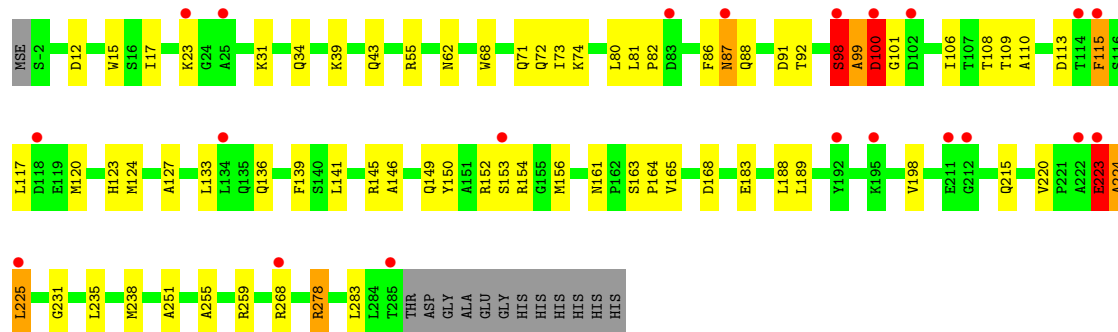 MSE S-2 D12 W15 S16 I17 K23 G24 A25 K31 Q34 K39 Q43 R55 N62 W68 Q71 Q72 I73 K74 L80 L81 P82 D83 F86 N87 Q88 D91 T92 S98 A99 D100 G101 D102 I106 T107 T108 T109 A110 D113 T114 F115 S116
L117 D118 E119 M120 H123 M124 A127 L133 L134 Q135 Q136 F139 S140 L141 R145 A146 Q149 Y150 A151 R152 S153 R154 G155 M156 N161 P162 S163 P164 V165 D168 E183 L188 L189 Y192 K195 V198 E211 G212 Q215 V220 P221 A222 E223 A224
L225 G231 L235 M238 A251 A255 R259 R268 R278 L283 L284 T285 THR ASP GLY ALA GLU GLY HIS HIS HIS HIS HIS HIS